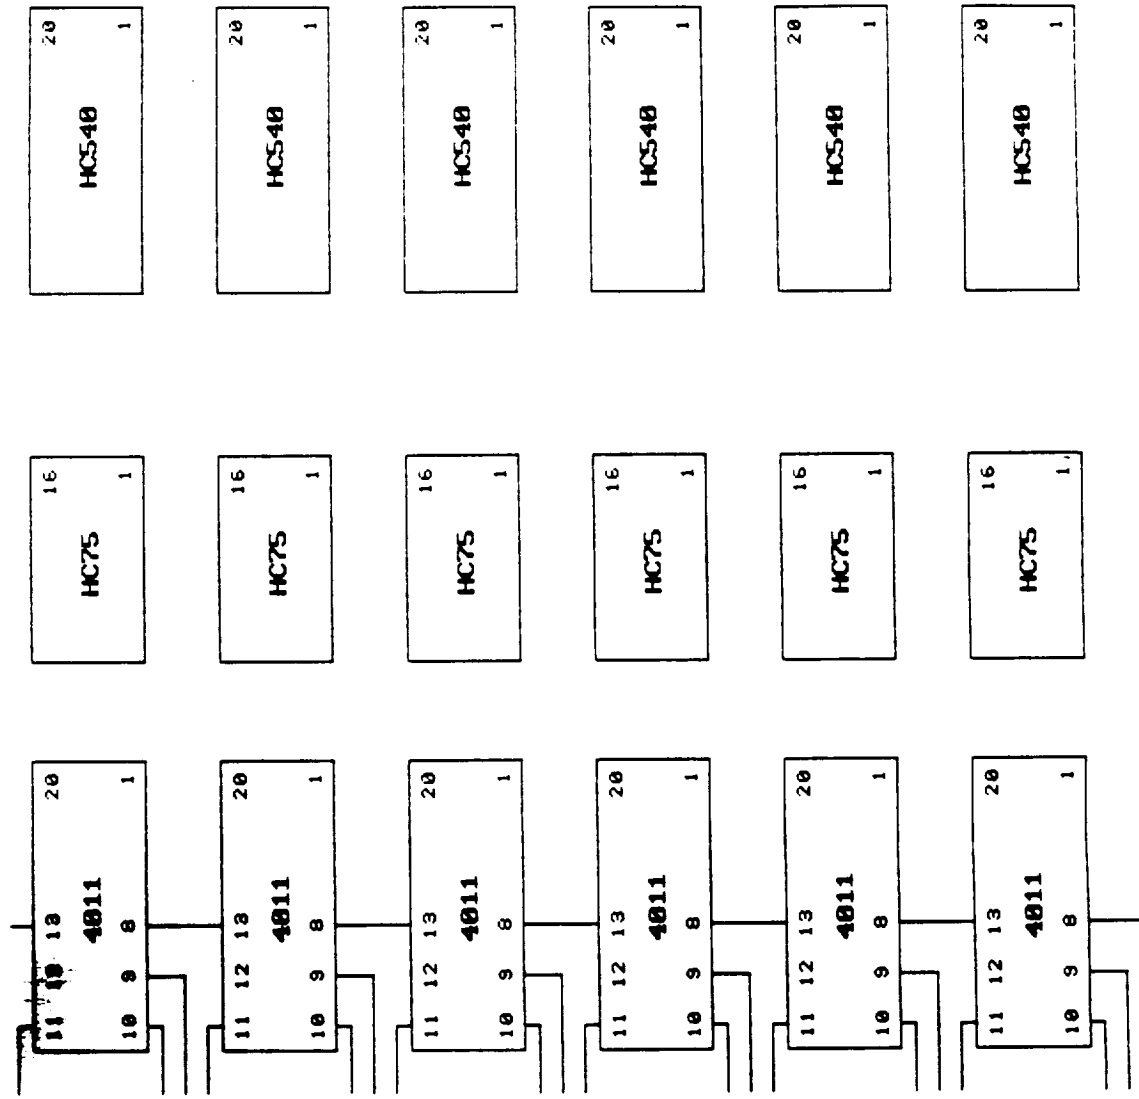 20 1 20 1 20 1 20 1 20 1 20 1
HC540 HC540 HC540 HC540 HC540 HC540
16 1 16 1 16 1 16 1 16 1 16 1
HC75 HC75 HC75 HC75 HC75 HC75
20 1 20 1 20 1 20 1 20 1 20 1
4011 4011 4011 4011 4011 4011
13 8 13 8 13 8 13 8 13 8 13 8
9 12 9 12 9 12 9 12 9 12 9
11 10 11 10 11 10 11 10 11 10 11 10